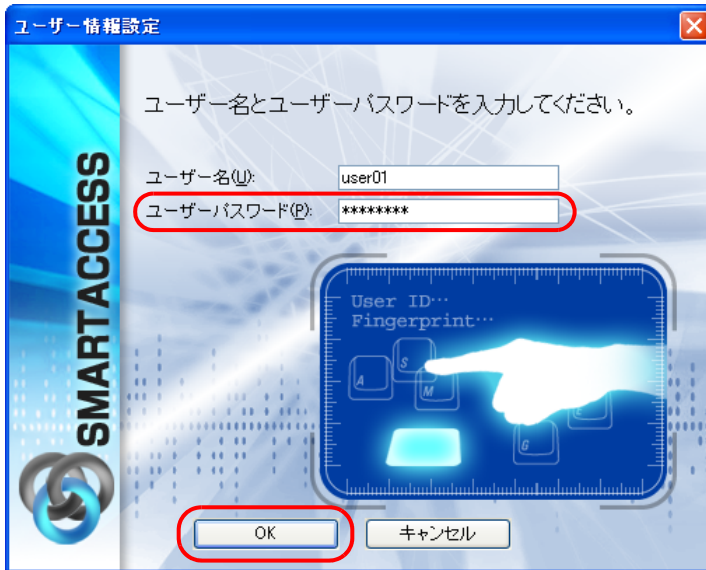 ユーザー情報設定
ユーザー名とユーザーパスワードを入力してください。
ユーザー名(U):
user01
ユーザーパスワード(P):
********
SMARTACCESS
User ID…
Fingerprint…
A
S
M
G
E
OK
キャンセル